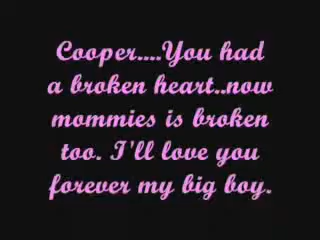 Cooper....You had
a broken heart..now
mommies is broken
too. I'll love you
forever my big boy.